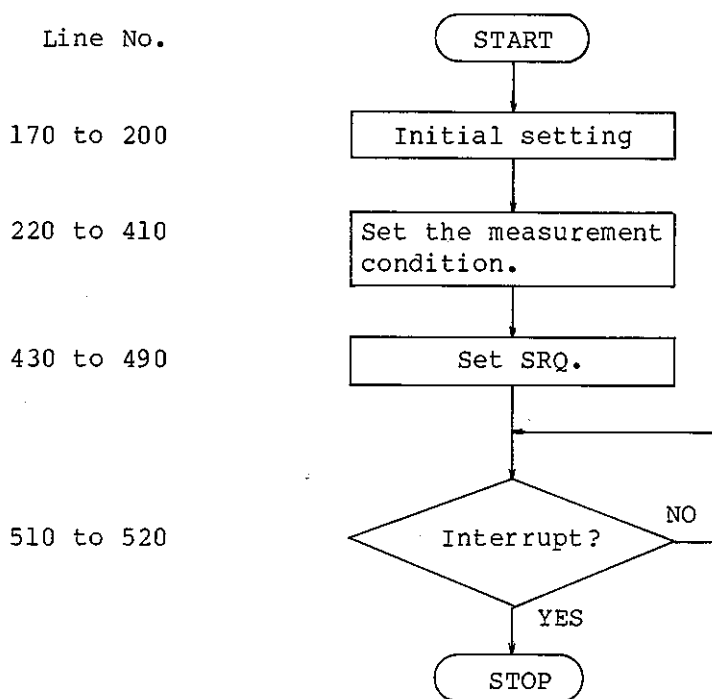 Line No.
START
170 to 200
Initial setting
220 to 410
Set the measurement
condition.
430 to 490
Set SRQ.
510 to 520
Interrupt?
NO
YES
STOP